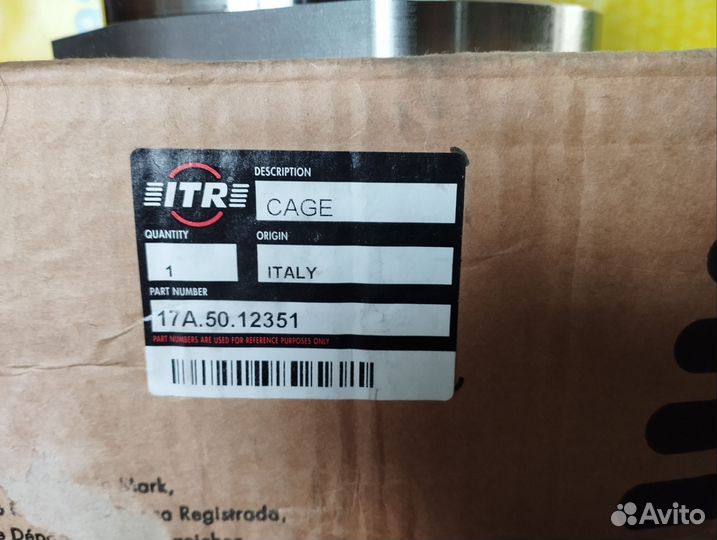 ITR
DESCRIPTION
CAGE
QUANTITY
ORIGIN
1
ITALY
PART NUMBER
17A.50.12351
PART NUMBERS ARE USED FOR REFERENCE PURPOSES ONLY
Mark,
Registrada,
Avito